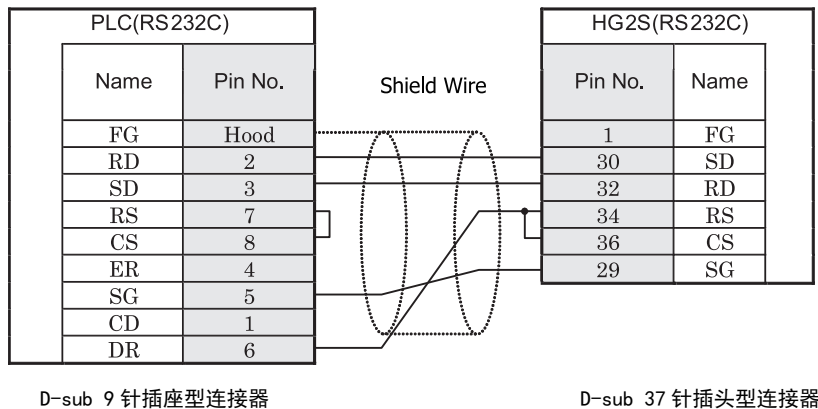 PLC(RS232C)
HG2S(RS232C)
Name Pin No.
Shield Wire
Pin No. Name
FG Hood
1 FG
RD 2
30 SD
SD 3
32 RD
RS 7
34 RS
CS 8
36 CS
ER 4
29 SG
SG 5
CD 1
DR 6
D-sub 9 针插座型连接器
D-sub 37 针插头型连接器